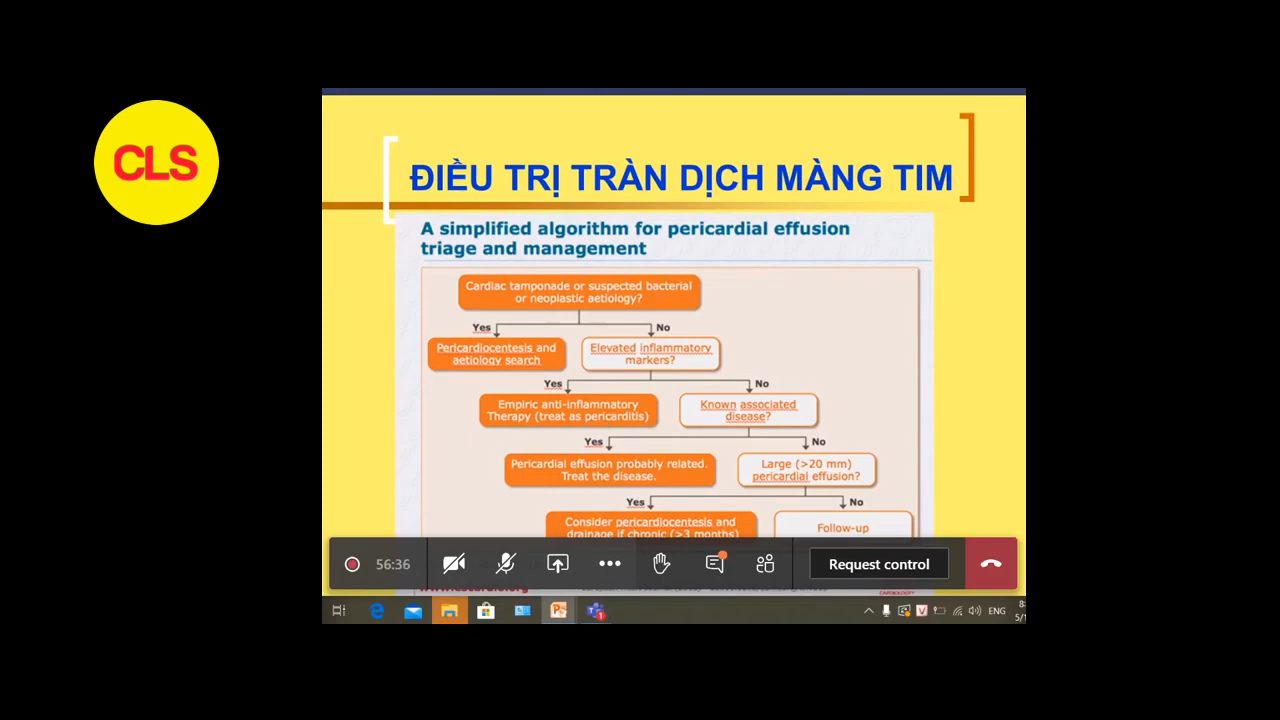 CLS
ĐIỀU TRỊ TRÀN DỊCH MÀNG TIM
A simplified algorithm for pericardial effusion
triage and management
Cardiac tamponade or suspected bacterial
or neoplastic aetiology?
Yes
No
Pericardiocentesis and
aetiology search
Elevated inflammatory
markers?
Yes
No
Empiric anti-inflammatory
Therapy (treat as pericarditis)
Known associated
disease?
Yes
No
Pericardial effusion probably related.
Treat the disease.
Large (>20 mm)
pericardial effusion?
Yes
No
Consider pericardiocentesis and
drainage if chronic (>3 months)
Follow-up
56:36
Request control
ENG